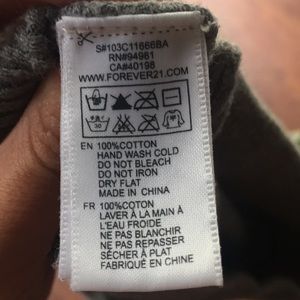 S#103C11666BA
RN#94961
CA#40198
WWW.FOREVER21.COM
30
EN 100%COTTON
HAND WASH COLD
DO NOT BLEACH
DO NOT IRON
DRY FLAT
MADE IN CHINA
FR 100%COTON
LAVER À LA MAIN À
L'EAU FROIDE
NE PAS BLANCHIR
NE PAS REPASSER
SÉCHER À PLAT
FABRIQUÉ EN CHINE